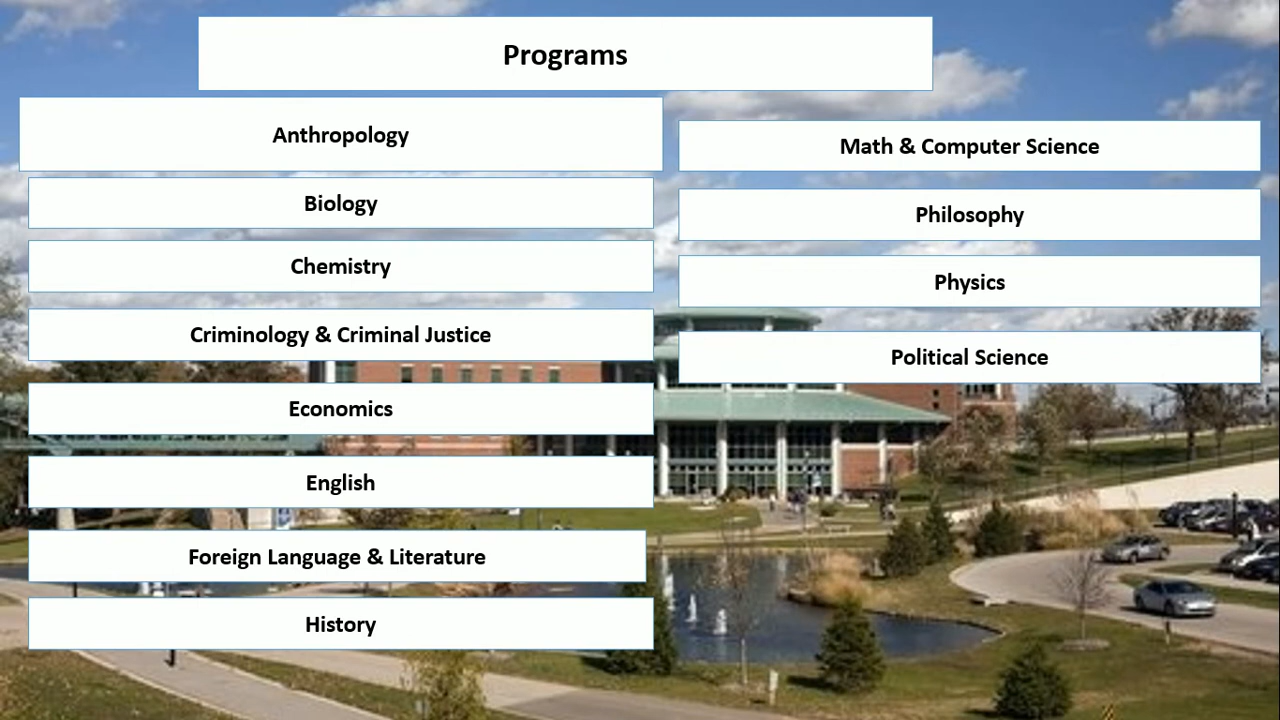 Programs
Anthropology
Biology
Chemistry
Criminology & Criminal Justice
Economics
English
Foreign Language & Literature
History
Math & Computer Science
Philosophy
Physics
Political Science